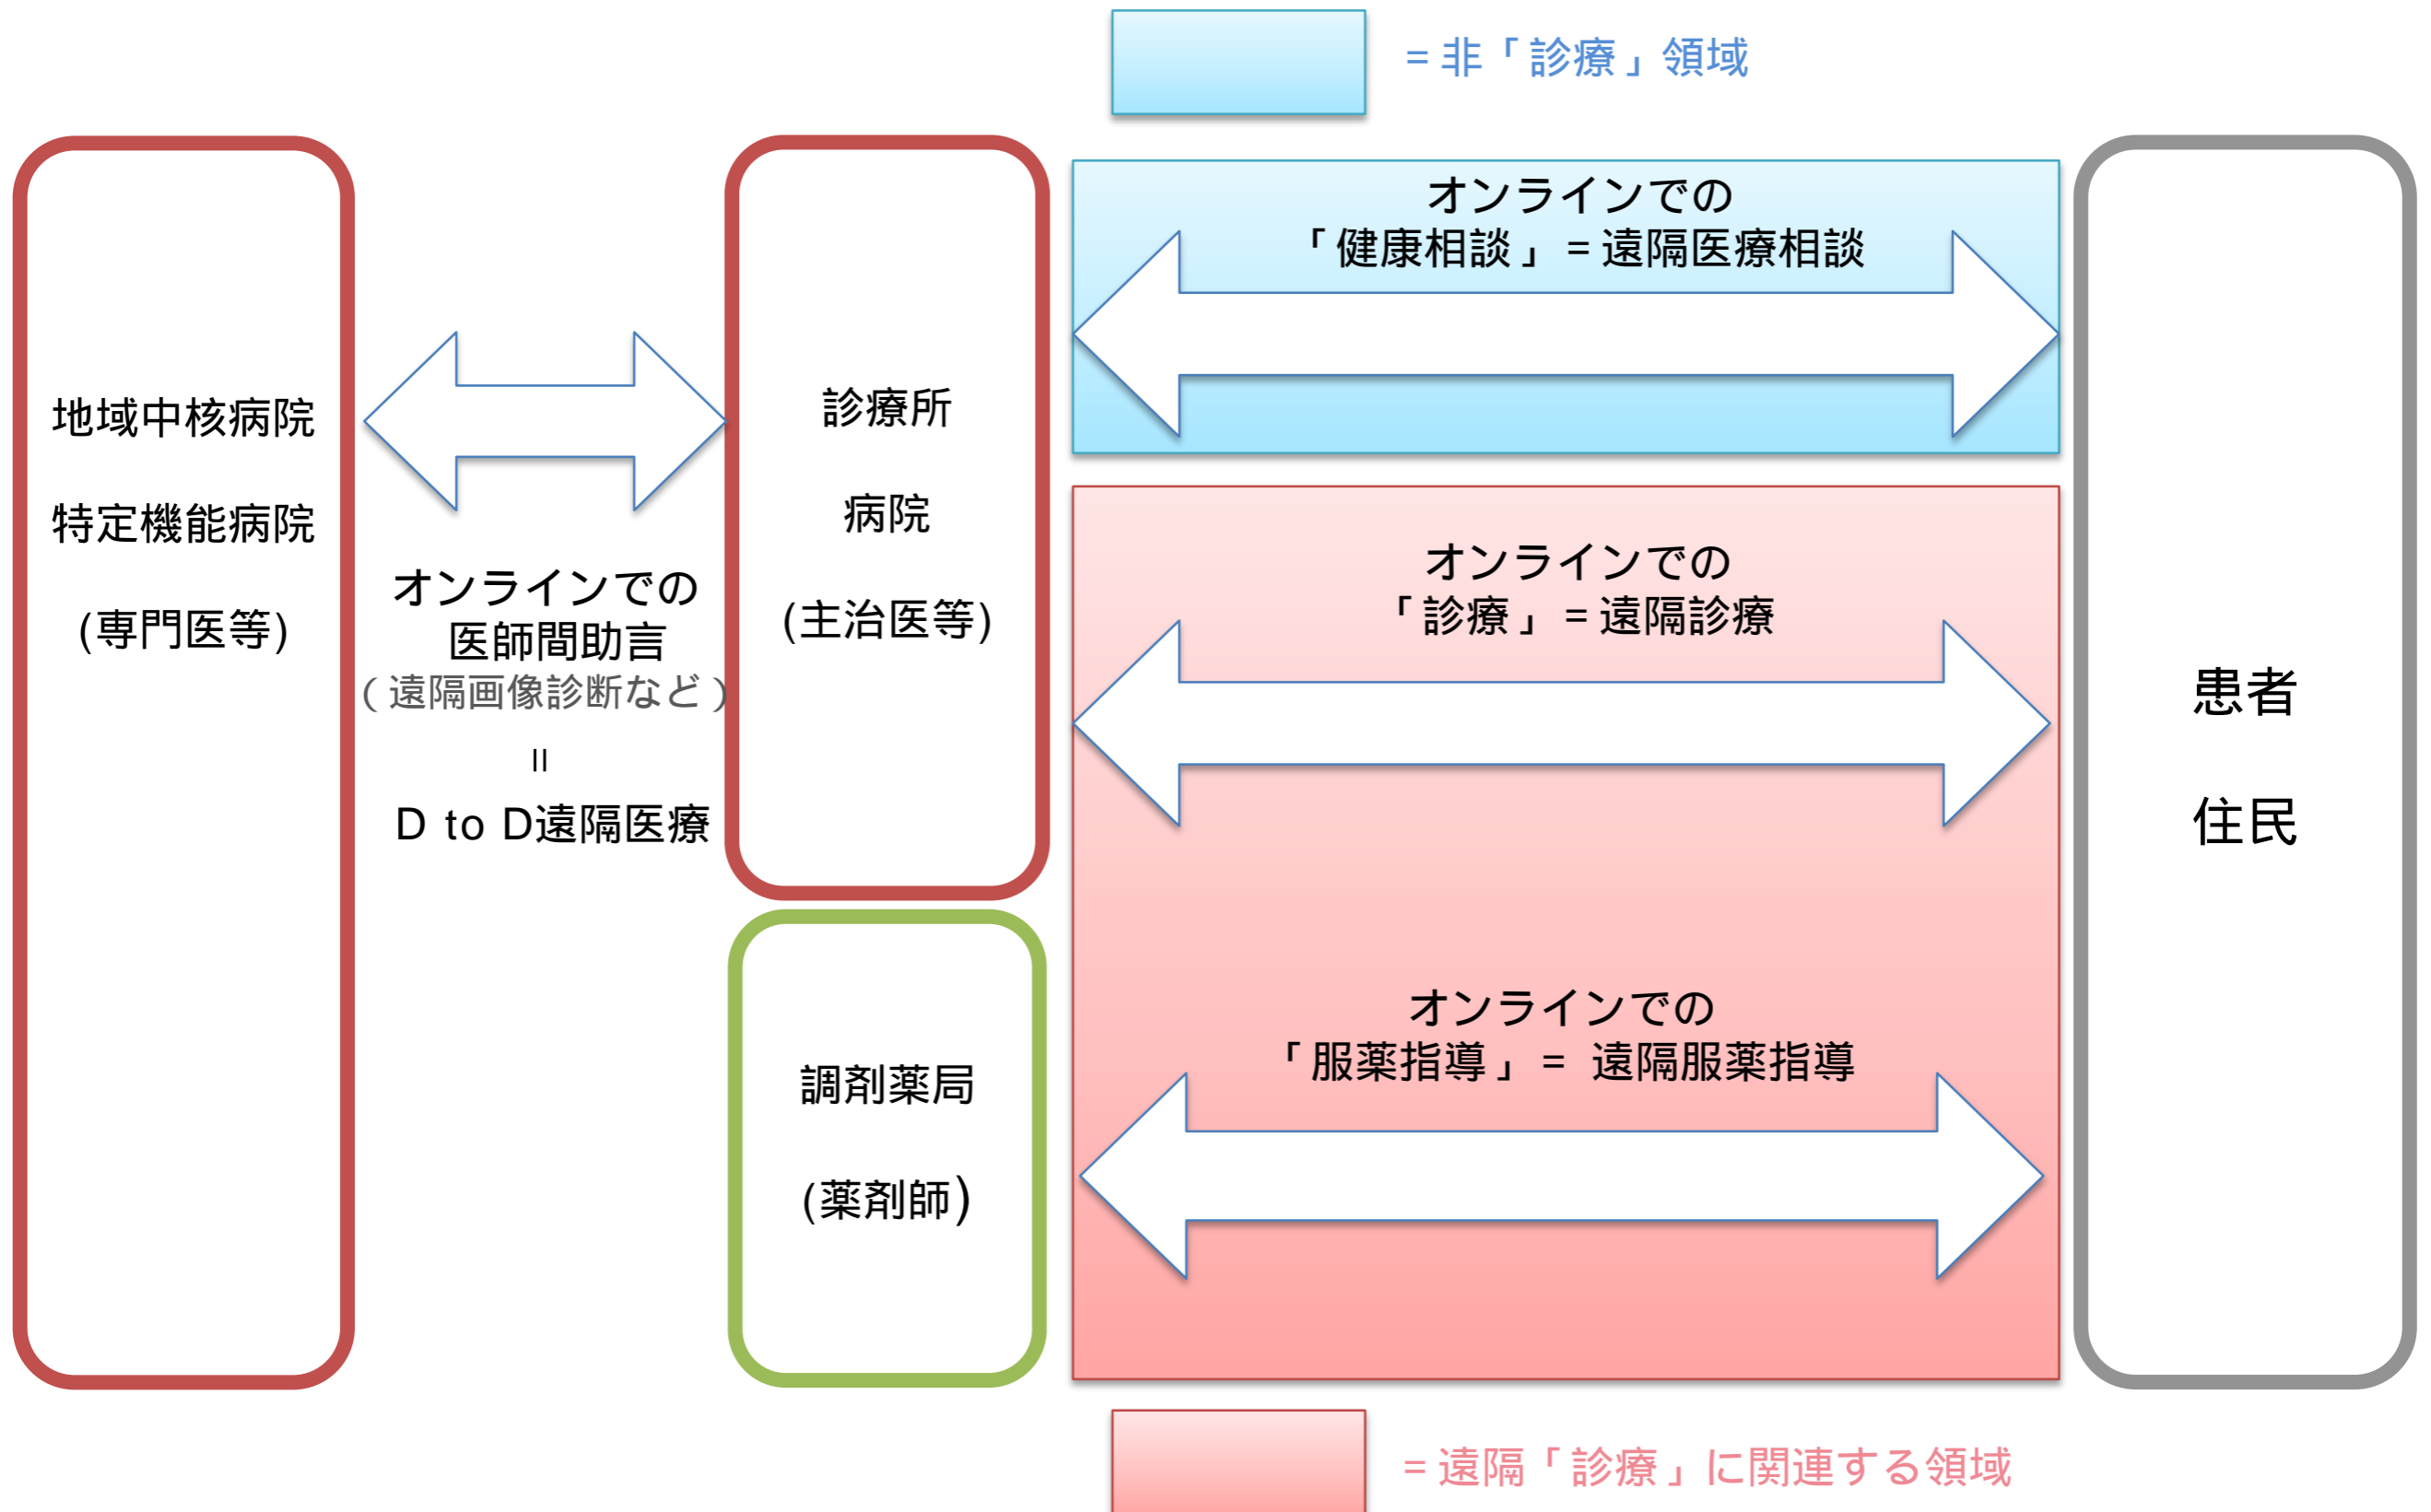 =非「診療」領域
地域中核病院
特定機能病院
(専門医等)
オンラインでの
医師間助言
(遠隔画像診断など)
=
D to D遠隔医療
診療所
病院
(主治医等)
調剤薬局
(薬剤師)
オンラインでの
「健康相談」=遠隔医療相談
オンラインでの
「診療」=遠隔診療
オンラインでの
「服薬指導」= 遠隔服薬指導
患者
住民
=遠隔「診療」に関連する領域